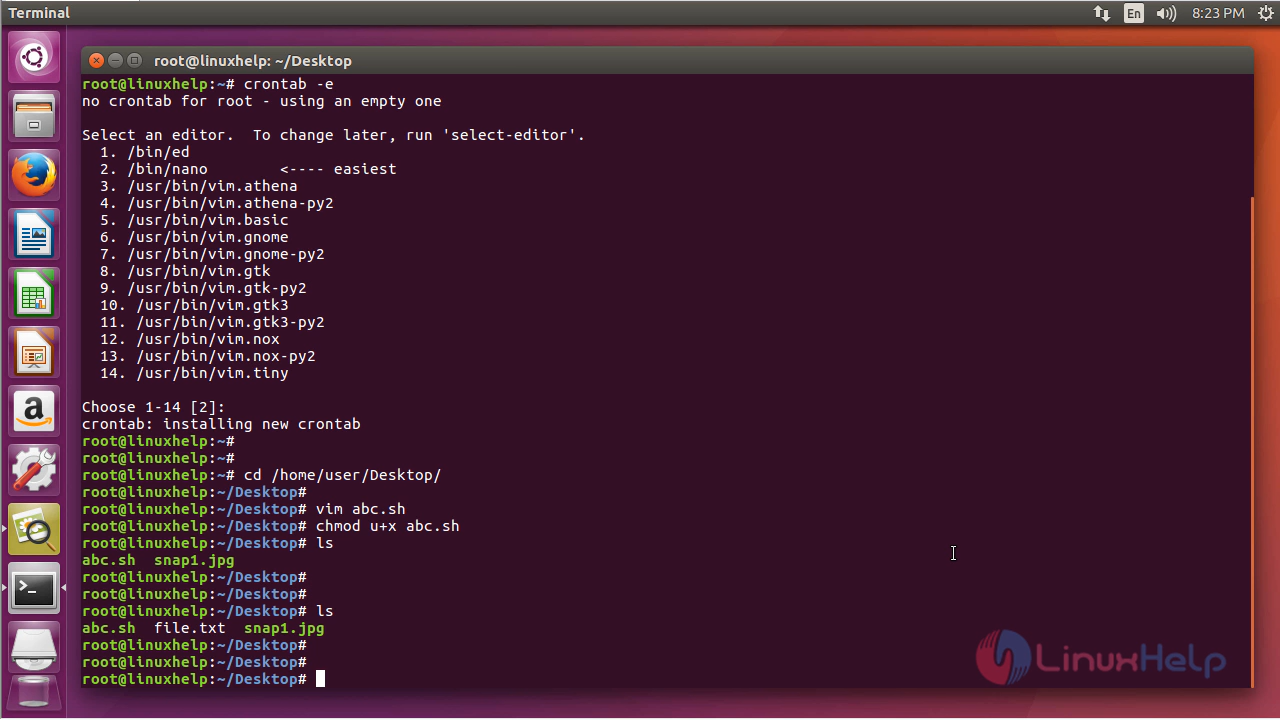 Terminal
En
8:23 PM
root@linuxhelp: ~/Desktop
root@linuxhelp:~# crontab -e
no crontab for root - using an empty one
Select an editor.  To change later, run 'select-editor'.
  1. /bin/ed
  2. /bin/nano        <---- easiest
  3. /usr/bin/vim.athena
  4. /usr/bin/vim.athena-py2
  5. /usr/bin/vim.basic
  6. /usr/bin/vim.gnome
  7. /usr/bin/vim.gnome-py2
  8. /usr/bin/vim.gtk
  9. /usr/bin/vim.gtk-py2
  10. /usr/bin/vim.gtk3
  11. /usr/bin/vim.gtk3-py2
  12. /usr/bin/vim.nox
  13. /usr/bin/vim.nox-py2
  14. /usr/bin/vim.tiny
Choose 1-14 [2]:
crontab: installing new crontab
root@linuxhelp:~#
root@linuxhelp:~#
root@linuxhelp:~# cd /home/user/Desktop/
root@linuxhelp:~/Desktop#
root@linuxhelp:~/Desktop# vim abc.sh
root@linuxhelp:~/Desktop# chmod u+x abc.sh
root@linuxhelp:~/Desktop# ls
abc.sh  snap1.jpg
root@linuxhelp:~/Desktop#
root@linuxhelp:~/Desktop#
root@linuxhelp:~/Desktop# ls
abc.sh  file.txt  snap1.jpg
root@linuxhelp:~/Desktop#
root@linuxhelp:~/Desktop#
root@linuxhelp:~/Desktop#
LinuxHelp